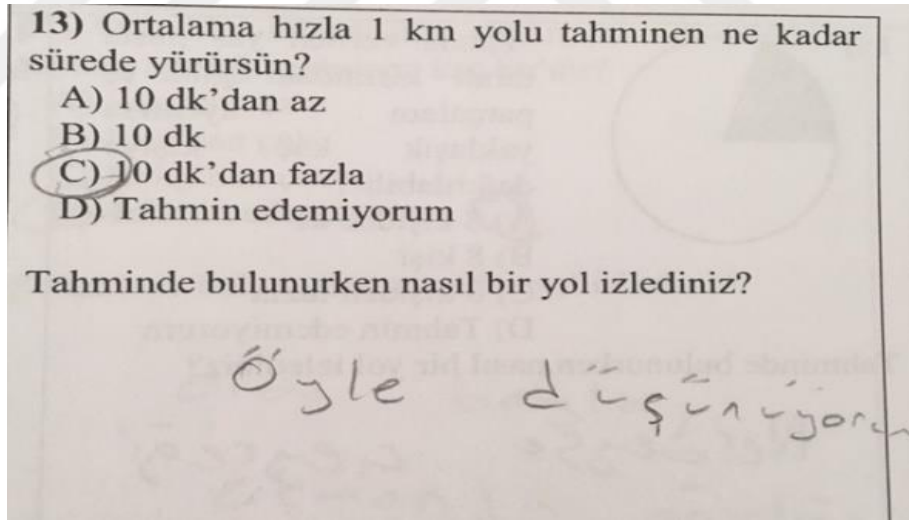 13) Ortalama hızla 1 km yolu tahminen ne kadar
sürede yürürsün?
A) 10 dk'dan az
B) 10 dk
C) 10 dk'dan fazla
D) Tahmin edemiyorum
Tahminde bulunurken nasıl bir yol izlediniz?
Öyle düşünüyorum